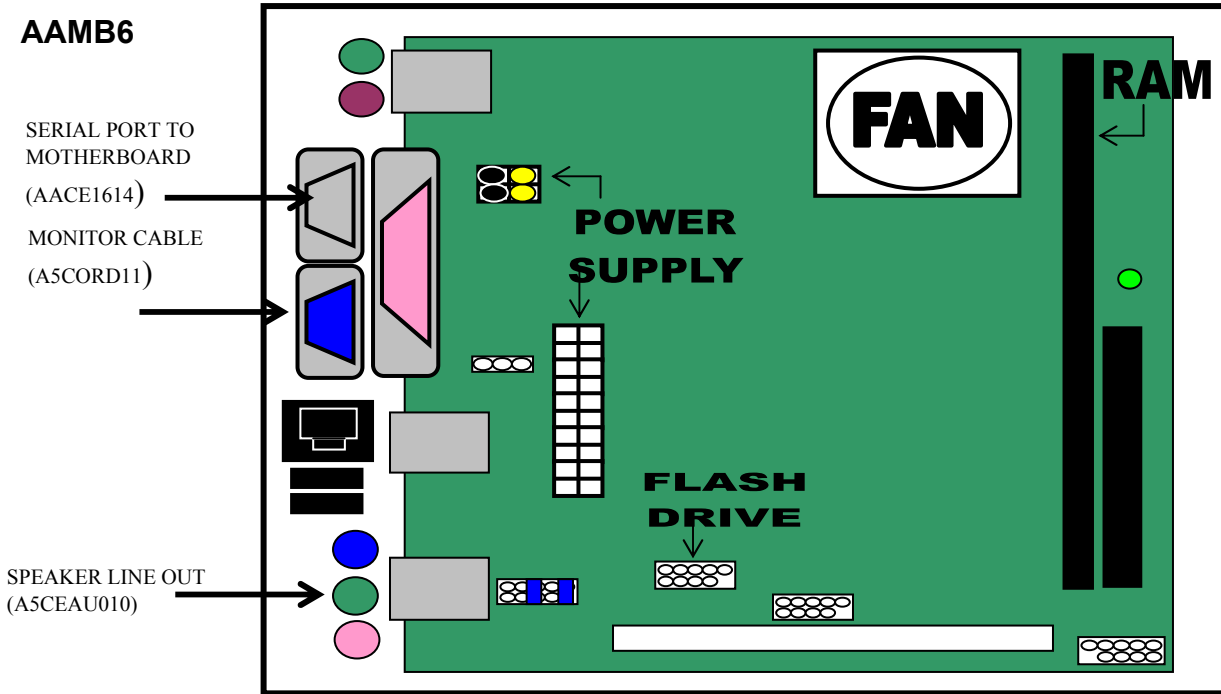 AAMB6
SERIAL PORT TO
MOTHERBOARD
(AACE1614)
MONITOR CABLE
(A5CORD11)
SPEAKER LINE OUT
(A5CEAU010)
FAN
RAM
POWER
SUPPLY
FLASH
DRIVE